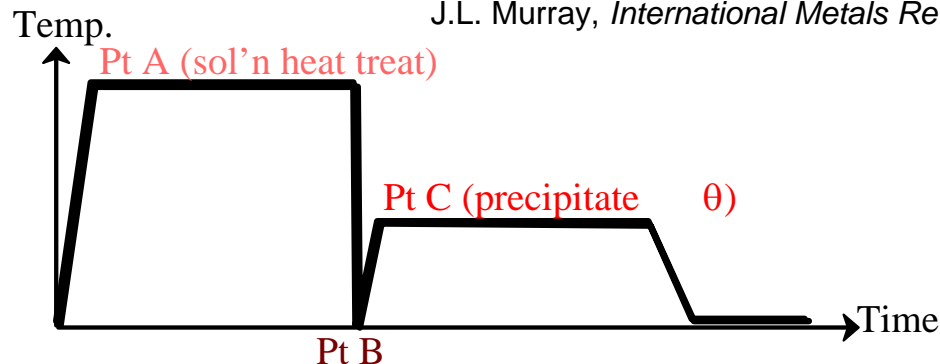 J.L. Murray, International Metals Re
Temp.
Pt A (sol’n heat treat)
Pt C (precipitate θ)
Time
Pt B